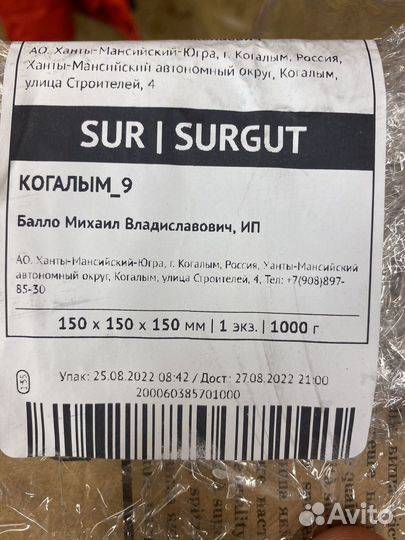 АО. Ханты-Мансийский-Югра, г. Когалым, Россия,
Ханты-Мансийский автономный округ, Когалым,
улица Строителей, 4
SUR | SURGUT
КОГАЛЫМ_9
Балло Михаил Владиславович, ИП
АО. Ханты-Мансийский-Югра, г. Когалым, Россия, Ханты-Мансийский
автономный округ, Когалым, улица Строителей, 4, Тел: +7(908)897-
85-30
150 x 150 x 150 мм | 1 экз. | 1000 г
Упак: 25.08.2022 08:42 / Дост: 27.08.2022 21:00
200060385701000
Avito